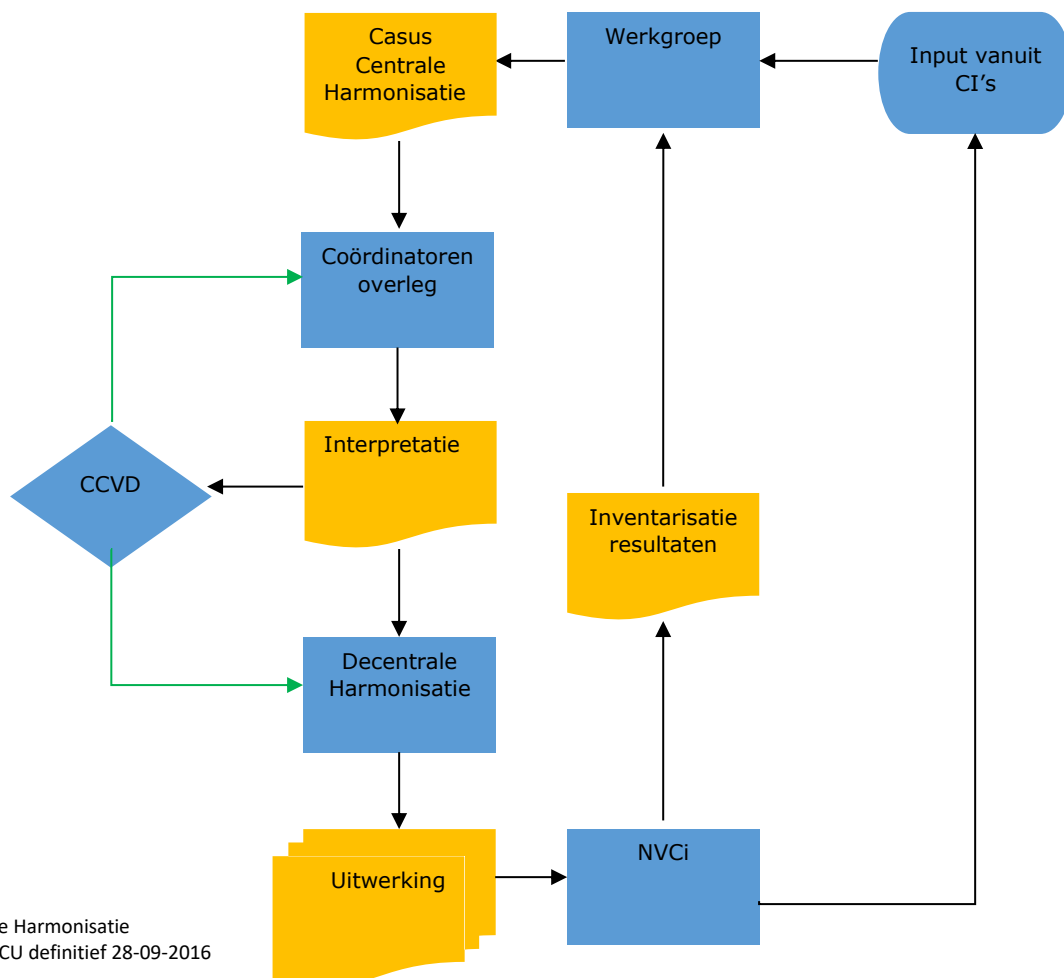 Casus
Centrale
Harmonisatie
Werkgroep
Input vanuit
CI’s
Coördinatoren
overleg
Interpretatie
CCVD
Inventarisatie
resultaten
Decentrale
Harmonisatie
Uitwerking
NVCi
e Harmonisatie
CU definitief 28-09-2016